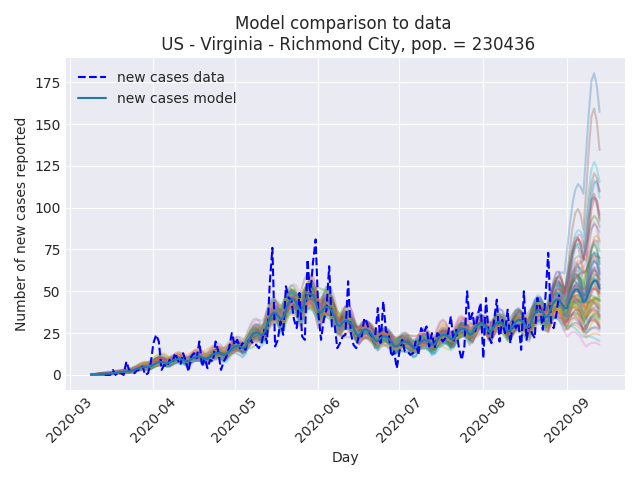 Model comparison to data
US - Virginia - Richmond City, pop. = 230436
new cases data
new cases model
Number of new cases reported
175
150
125
100
75
50
25
0
2020-03
2020-04
2020-05
2020-06
2020-07
2020-08
2020-09
Day